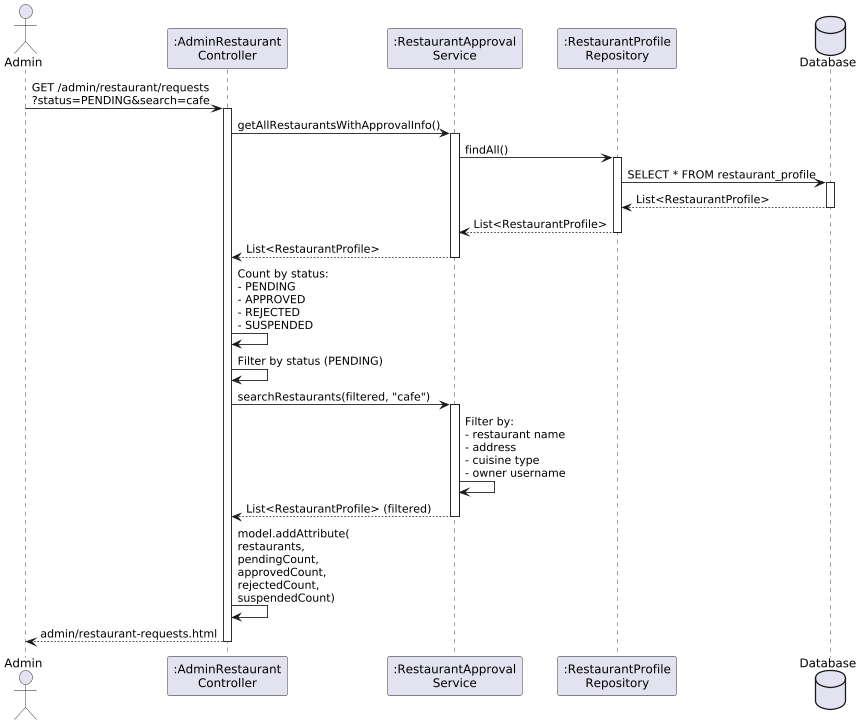 Admin
:AdminRestaurant
Controller
:RestaurantApproval
Service
:RestaurantProfile
Repository
Database
GET /admin/restaurant/requests
?status=PENDING&search=cafe
getAllRestaurantsWithApprovalInfo()
findAll()
SELECT * FROM restaurant_profile
List<RestaurantProfile>
List<RestaurantProfile>
List<RestaurantProfile>
Count by status:
- PENDING
- APPROVED
- REJECTED
- SUSPENDED
Filter by status (PENDING)
searchRestaurants(filtered, "cafe")
Filter by:
- restaurant name
- address
- cuisine type
- owner username
List<RestaurantProfile> (filtered)
model.addAttribute(
restaurants,
pendingCount,
approvedCount,
rejectedCount,
suspendedCount)
admin/restaurant-requests.html
Admin
:AdminRestaurant
Controller
:RestaurantApproval
Service
:RestaurantProfile
Repository
Database